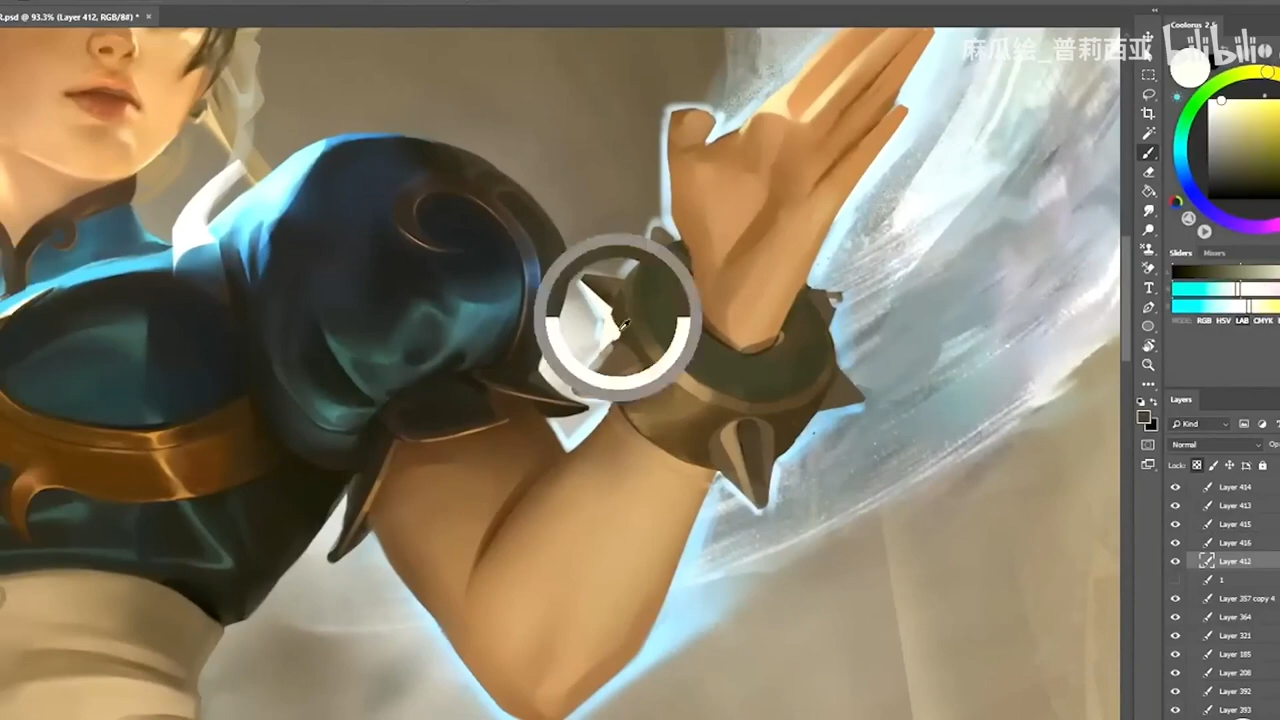 R.psd @ 93.3% (Layer 412, RGB/8#) *
麻瓜绘_普莉西亚 bilibili
Coolorus 2.5
Sliders Mixers
MODE: RGB HSV LAB CMYK
Layers
Kind
Normal
Lock:
Layer 414
Layer 413
Layer 415
Layer 416
Layer 412
1
Layer 357 copy 4
Layer 364
Layer 321
Layer 185
Layer 208
Layer 392
Layer 393